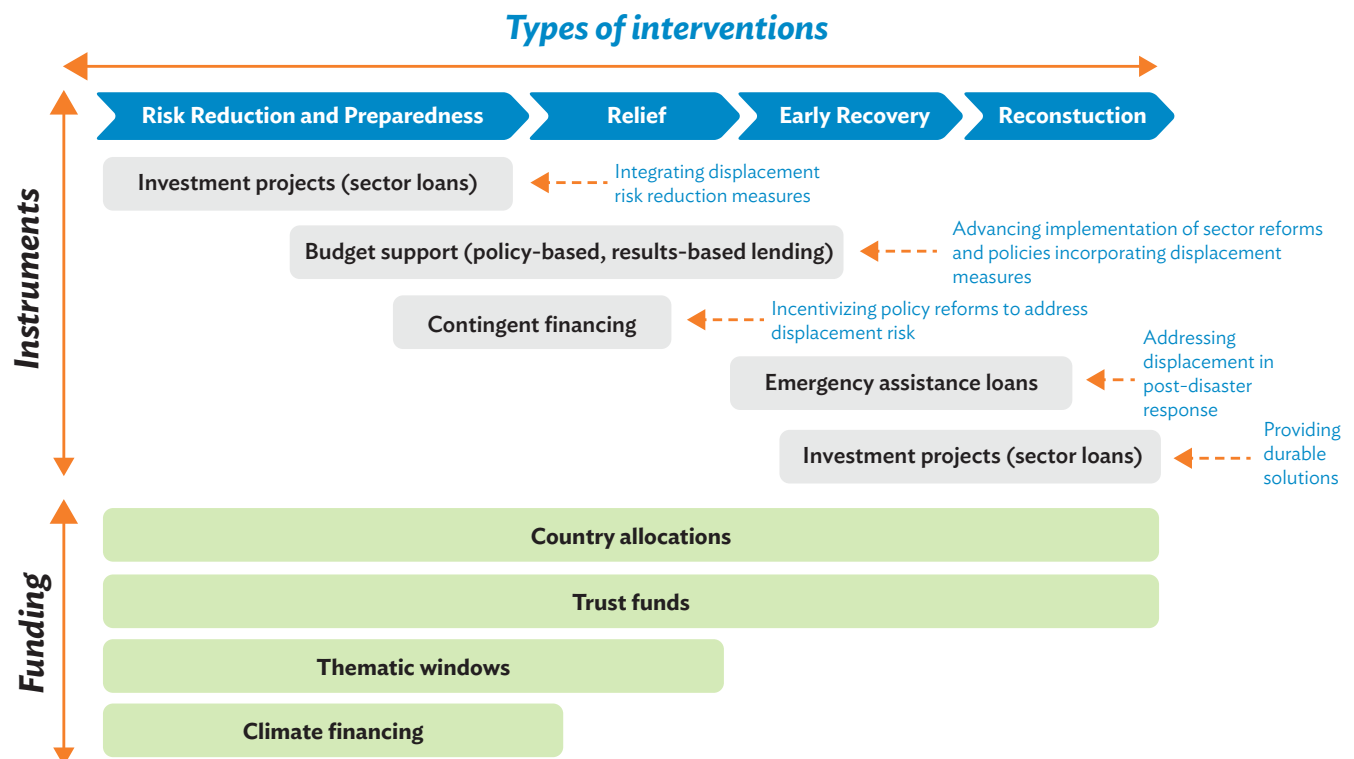 Types of interventions
Risk Reduction and Preparedness
Relief
Early Recovery
Reconstuction
Instruments
Investment projects (sector loans)
Integrating displacement
risk reduction measures
Budget support (policy-based, results-based lending)
Advancing implementation of sector reforms
and policies incorporating displacement
measures
Contingent financing
Incentivizing policy reforms to address
displacement risk
Emergency assistance loans
Addressing
displacement in
post-disaster
response
Investment projects (sector loans)
Providing
durable
solutions
Funding
Country allocations
Trust funds
Thematic windows
Climate financing